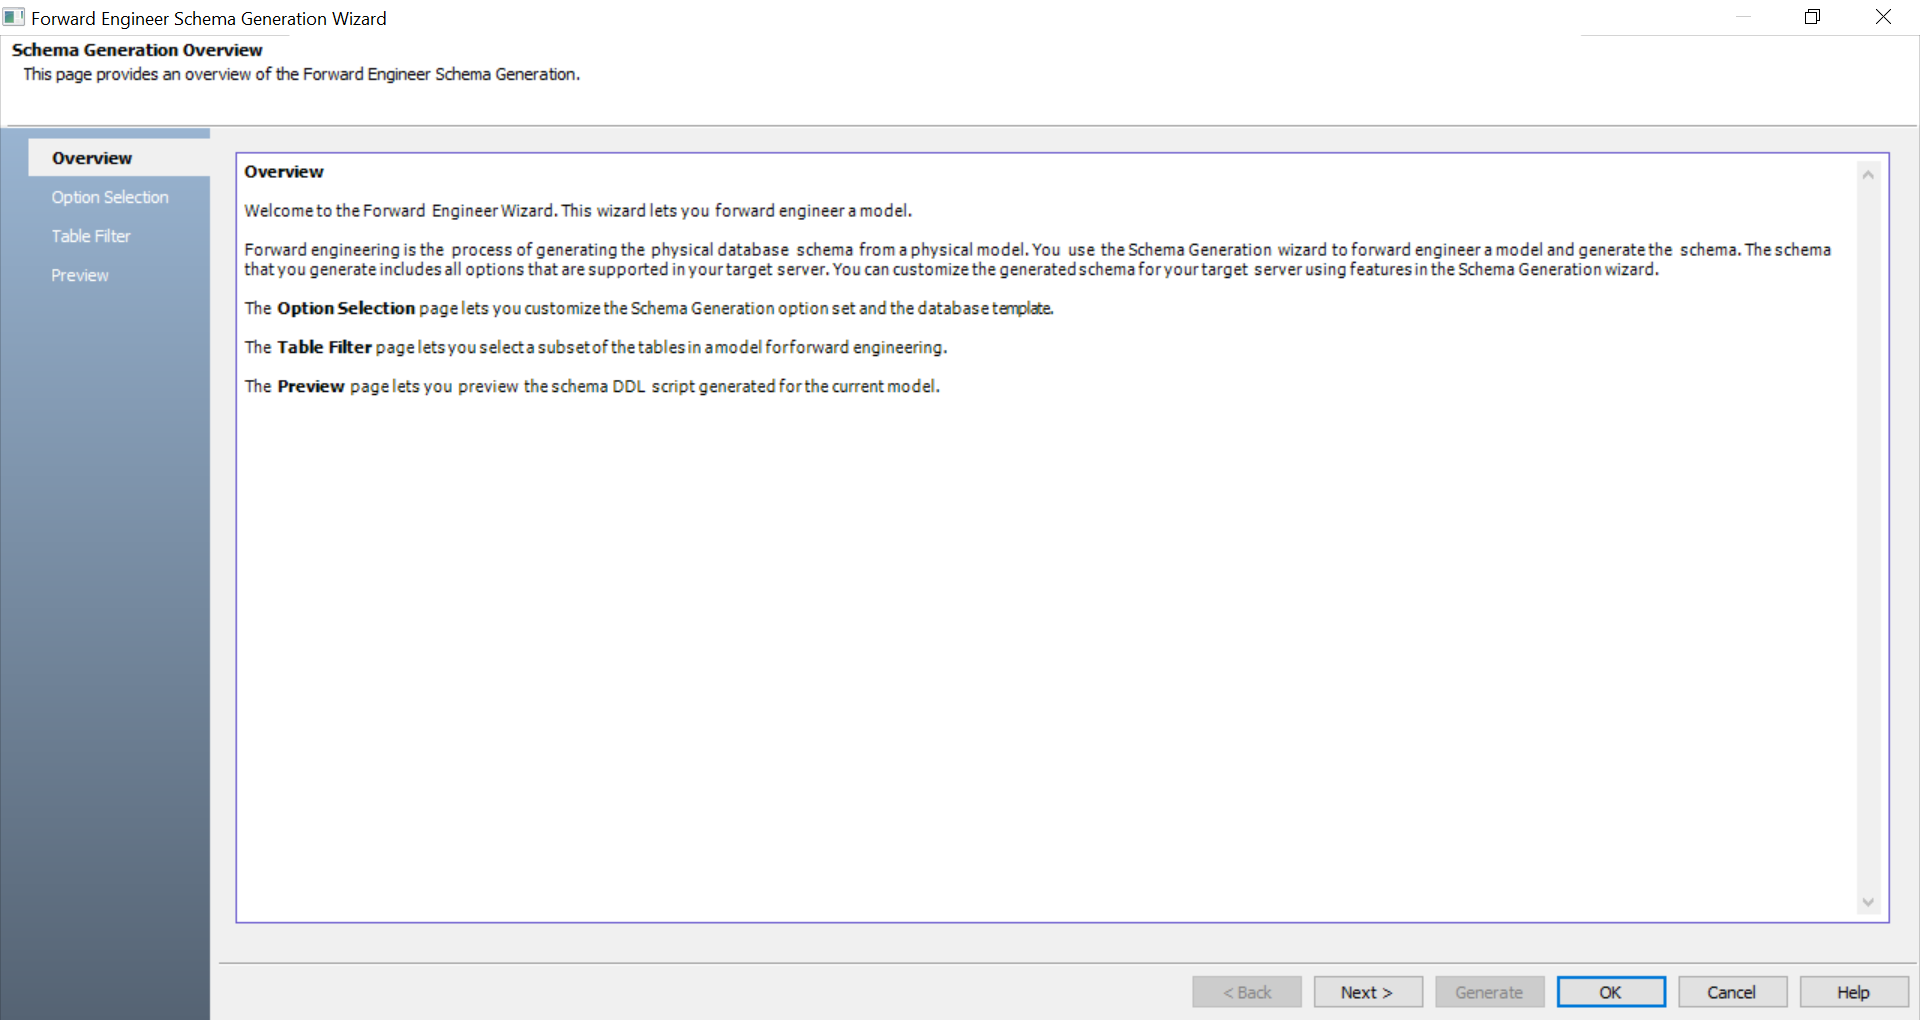 Forward Engineer Schema Generation Wizard
Schema Generation Overview
This page provides an overview of the Forward Engineer Schema Generation.
Overview
Option Selection
Table Filter
Preview
Overview
Welcome to the Forward Engineer Wizard. This wizard lets you forward engineer a model.
Forward engineering is the process of generating the physical database schema from a physical model. You use the Schema Generation wizard to forward engineer a model and generate the schema. The schema
that you generate includes all options that are supported in your target server. You can customize the generated schema for your target server using features in the Schema Generation wizard.
The Option Selection page lets you customize the Schema Generation option set and the database template.
The Table Filter page lets you select a subset of the tables in a model for forward engineering.
The Preview page lets you preview the schema DDL script generated for the current model.
< Back
Next >
Generate
OK
Cancel
Help